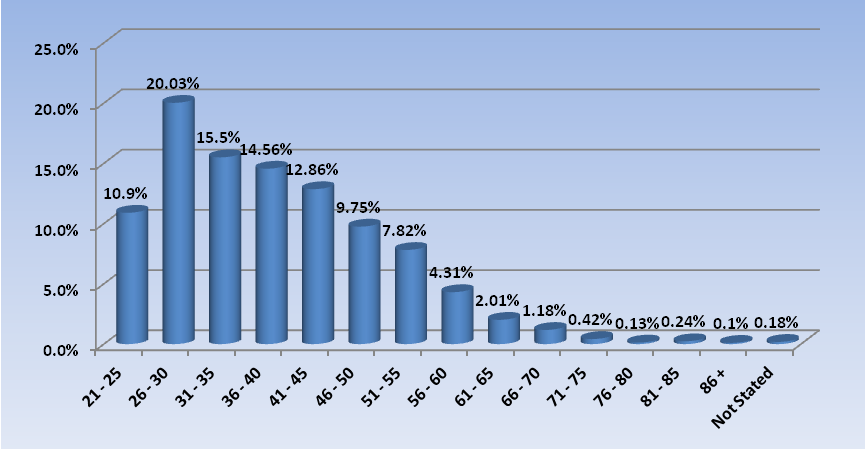 25.0%
20.0%
15.0%
10.0%
5.0%
0.0%
10.9%
20.03%
15.5%
14.56%
12.86%
9.75%
7.82%
4.31%
2.01%
1.18%
0.42%
0.13%
0.24%
0.1%
0.18%
21 - 25
26 - 30
31 - 35
36 - 40
41 - 45
46 - 50
51 - 55
56 - 60
61 - 65
66 - 70
71 - 75
76 - 80
81 - 85
86 +
Not Stated